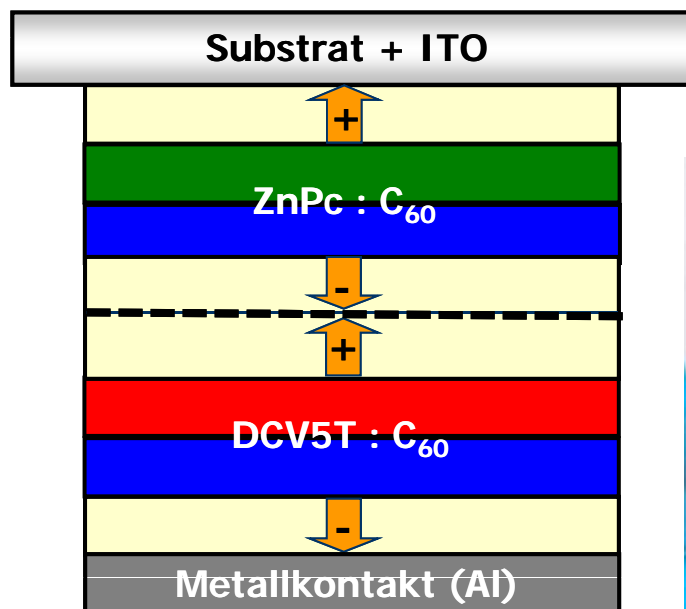 Substrat + ITO
+
ZnPc : C₆₀
-
+
DCV5T : C₆₀
-
Metallkontakt (Al)